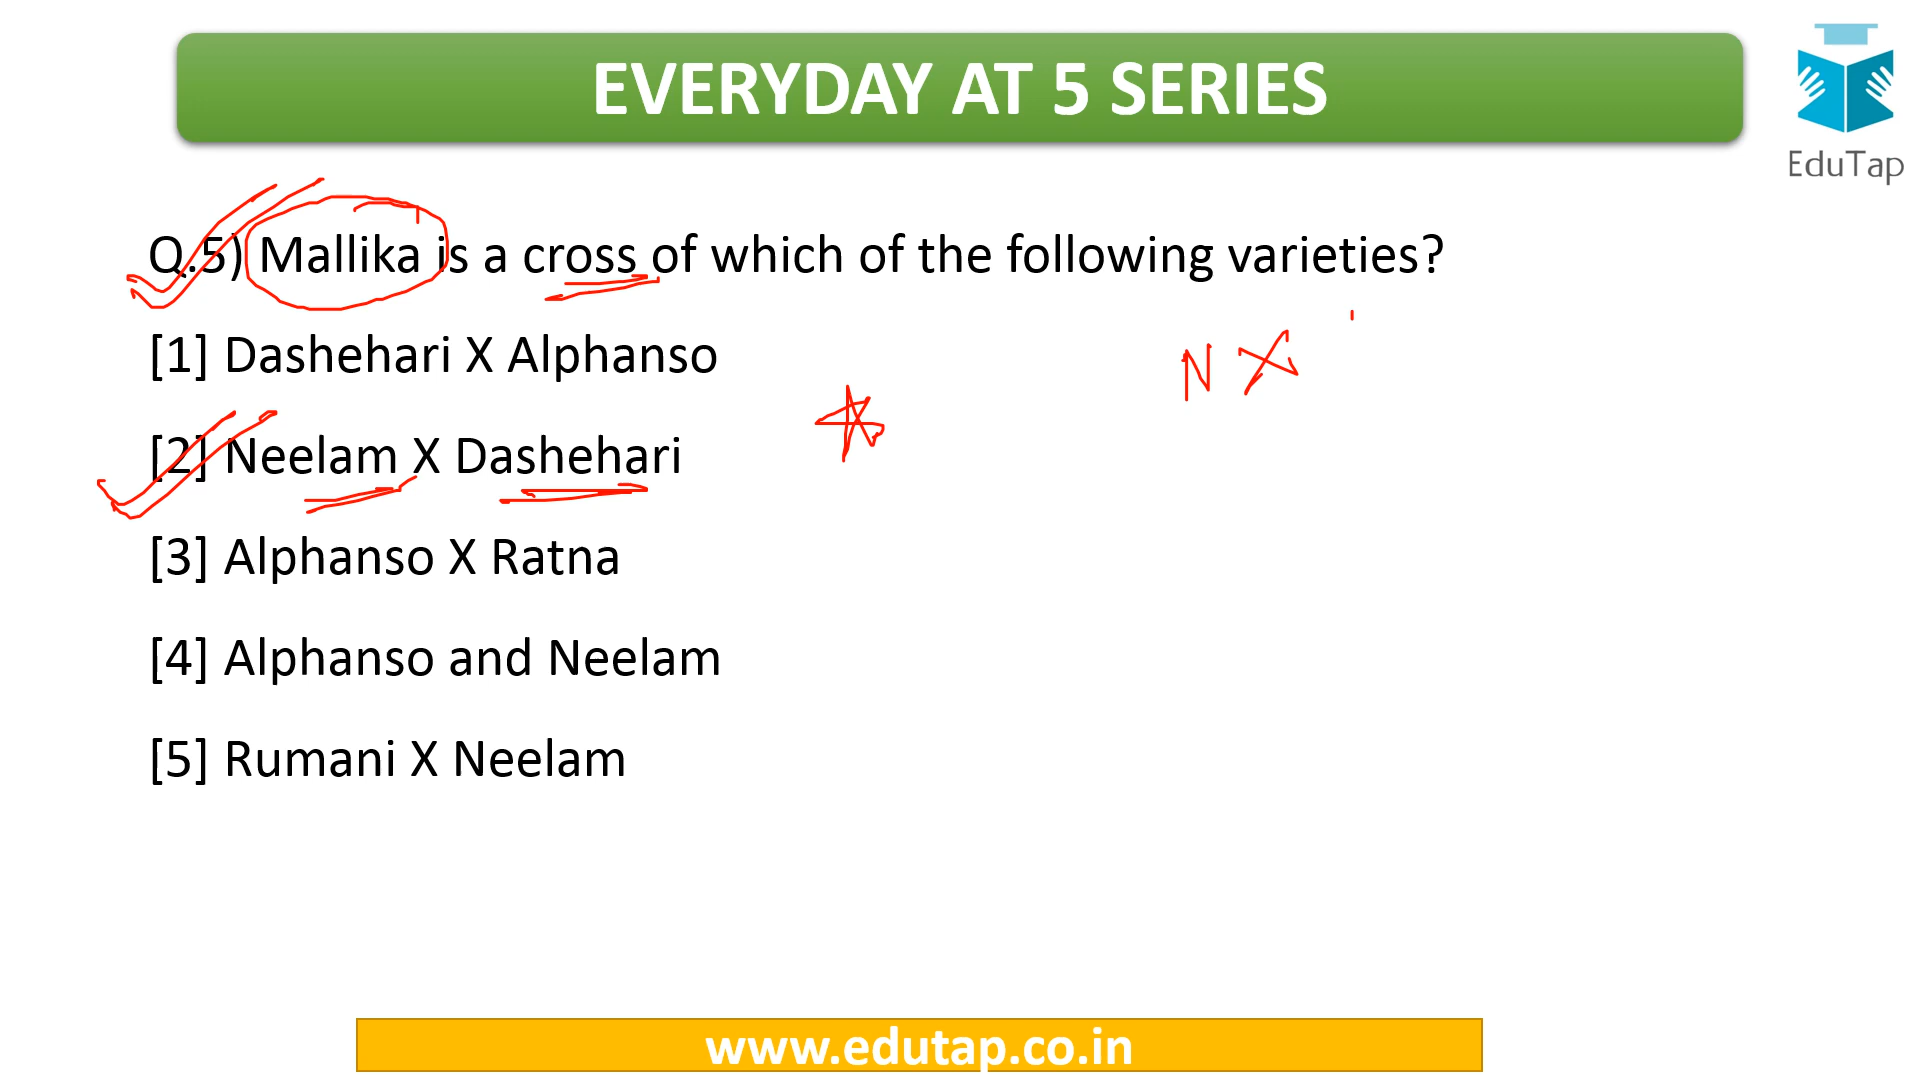 EVERYDAY AT 5 SERIES
EduTap
Q.5) Mallika is a cross of which of the following varieties?
[1] Dashehari X Alphanso
N X
[2] Neelam X Dashehari
[3] Alphanso X Ratna
[4] Alphanso and Neelam
[5] Rumani X Neelam
www.edutap.co.in